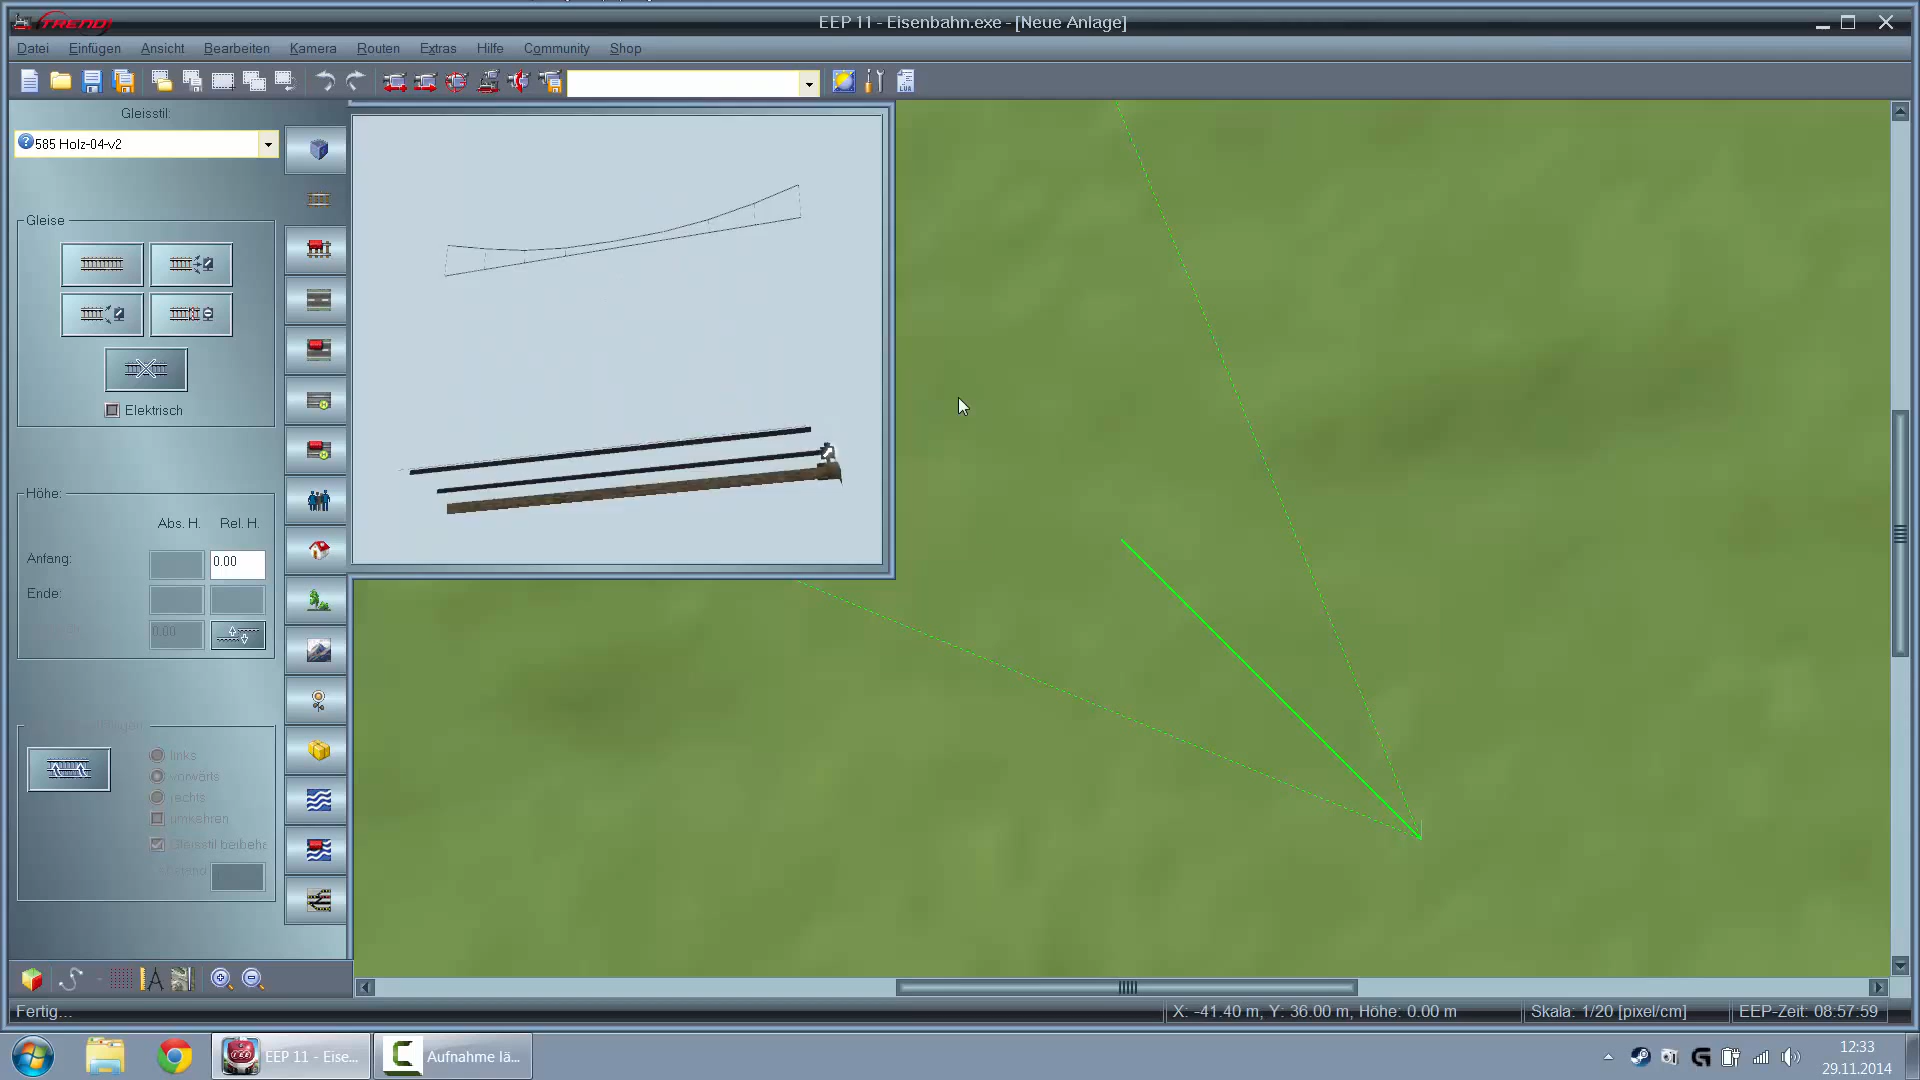 TREND
EEP 11 - Eisenbahn.exe - [Neue Anlage]
Datei Einfügen Ansicht Bearbeiten Kamera Routen Extras Hilfe Community Shop
Gleisstil:
585 Holz-04-v2
Gleise
Elektrisch
Höhe:
Abs. H. Rel. H.
Anfang: 0.00
Ende:
0.00
links
vorwärts
rechts
umkehren
Gleisstil beibehe
Fertig...
X: -41.40 m, Y: 36.00 m, Höhe: 0.00 m
Skala: 1/20 [pixel/cm]
EEP-Zeit: 08:57:59
EEP 11 - Eise...
Aufnahme lä...
12:33
29.11.2014